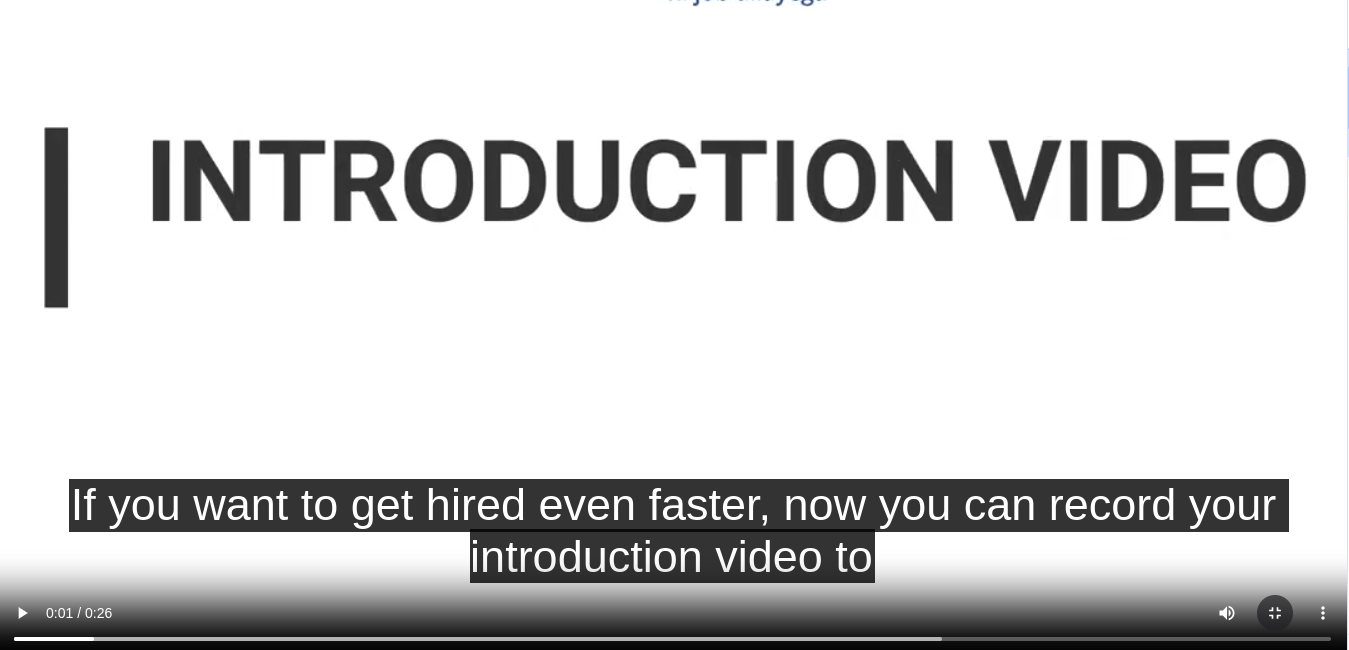 INTRODUCTION VIDEO
If you want to get hired even faster, now you can record your
introduction video to
0:01 / 0:26